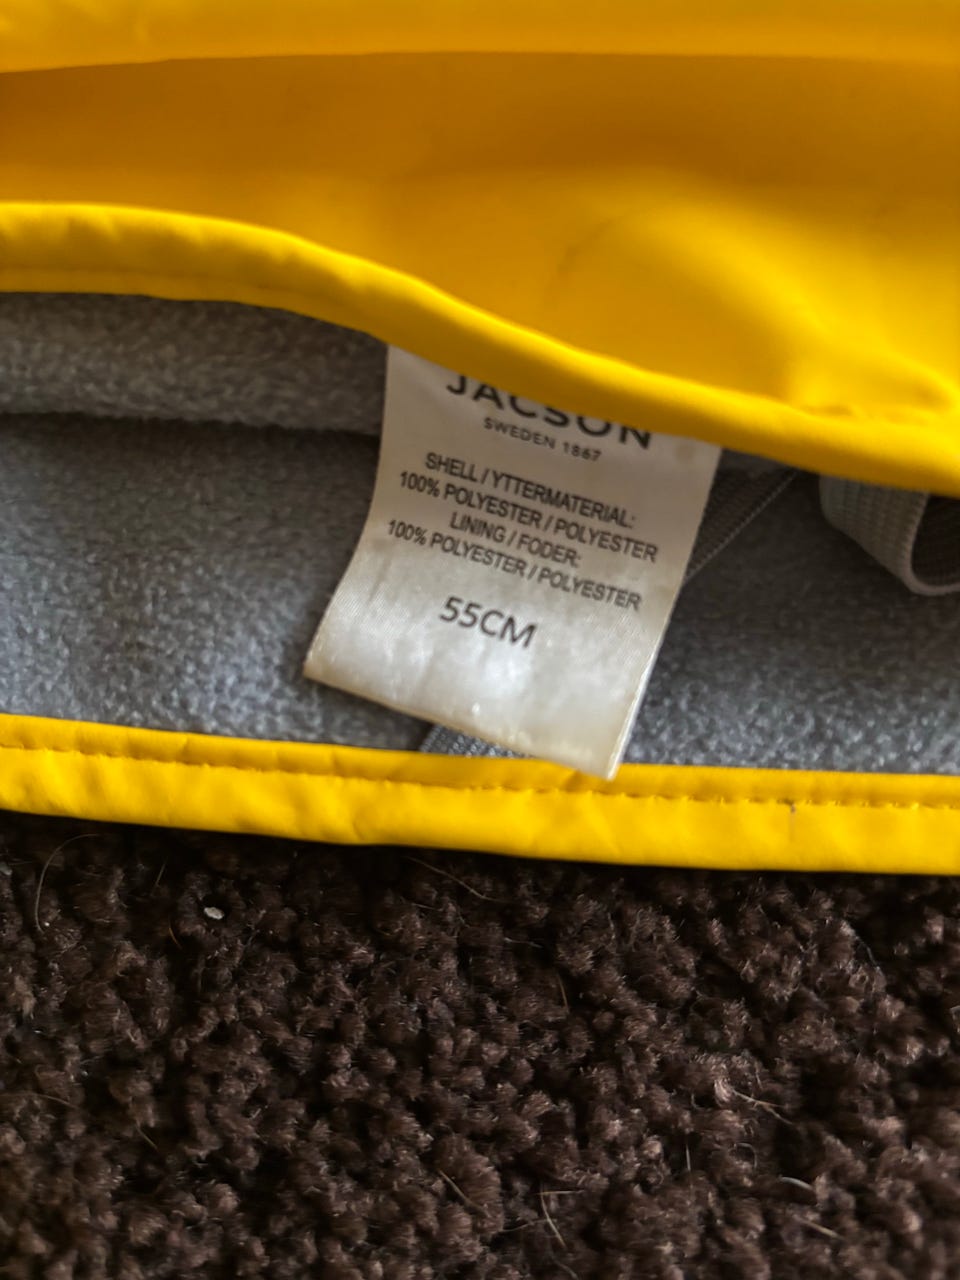 JACSON
SWEDEN 1867
SHELL / YTTERMATERIAL:
100% POLYESTER / POLYESTER
LINING / FODER:
100% POLYESTER / POLYESTER
55CM